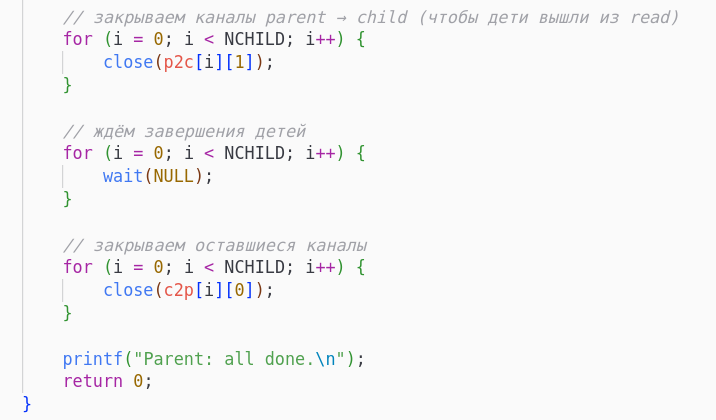 // закрываем каналы parent → child (чтобы дети вышли из read)
for (i = 0; i < NCHILD; i++) {
    close(p2c[i][1]);
}

// ждём завершения детей
for (i = 0; i < NCHILD; i++) {
    wait(NULL);
}

// закрываем оставшиеся каналы
for (i = 0; i < NCHILD; i++) {
    close(c2p[i][0]);
}

printf("Parent: all done.\n");
return 0;
}